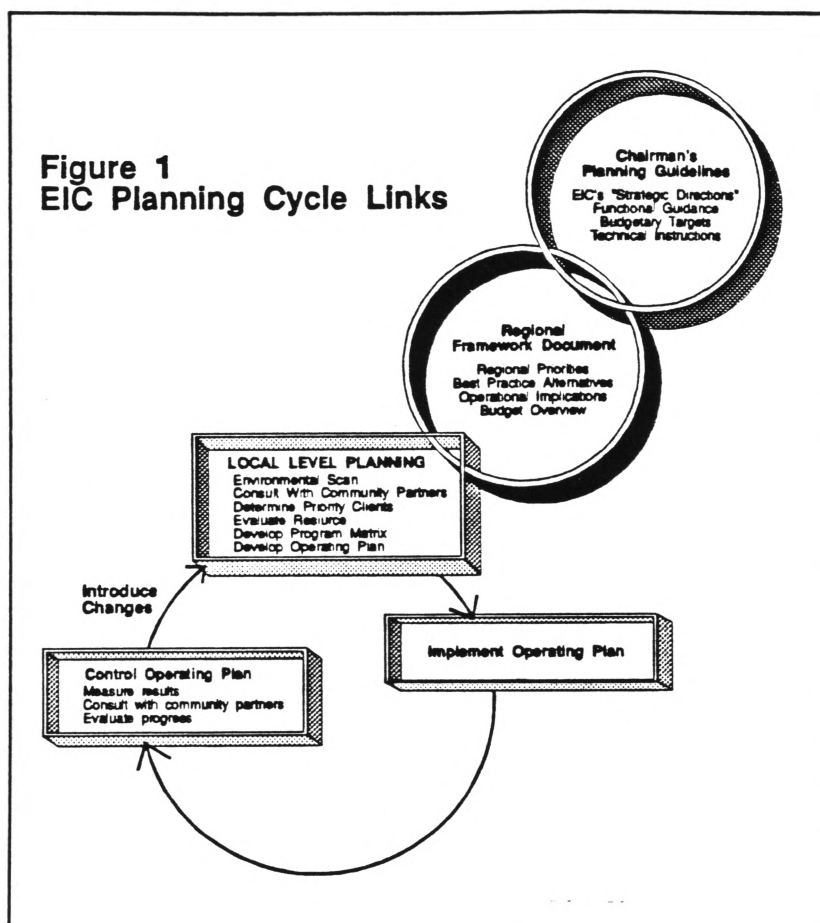 Figure 1
EIC Planning Cycle Links
Chairman's
Planning Guidelines
EIC's "Strategic Directions"
Functional Guidance
Budgetary Targets
Technical Instructions
Regional
Framework Document
Regional Priorities
Best Practice Alternatives
Operational Implications
Budget Overview
LOCAL LEVEL PLANNING
Environmental Scan
Consult With Community Partners
Determine Priority Clients
Evaluate Resource
Develop Program Matrix
Develop Operating Plan
Introduce
Changes
Implement Operating Plan
Control Operating Plan
Measure results
Consult with community partners
Evaluate progress